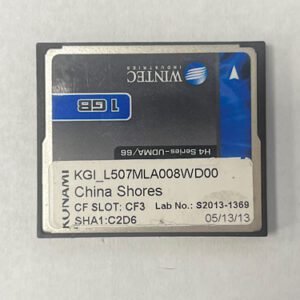 WINTEC
INDUSTRIES
1 GB
H4 Series-UDMA/66
KONAMI
KGI_L507MLA008WD00
China Shores
CF SLOT: CF3 Lab No.: S2013-1369
SHA1:C2D6 05/13/13